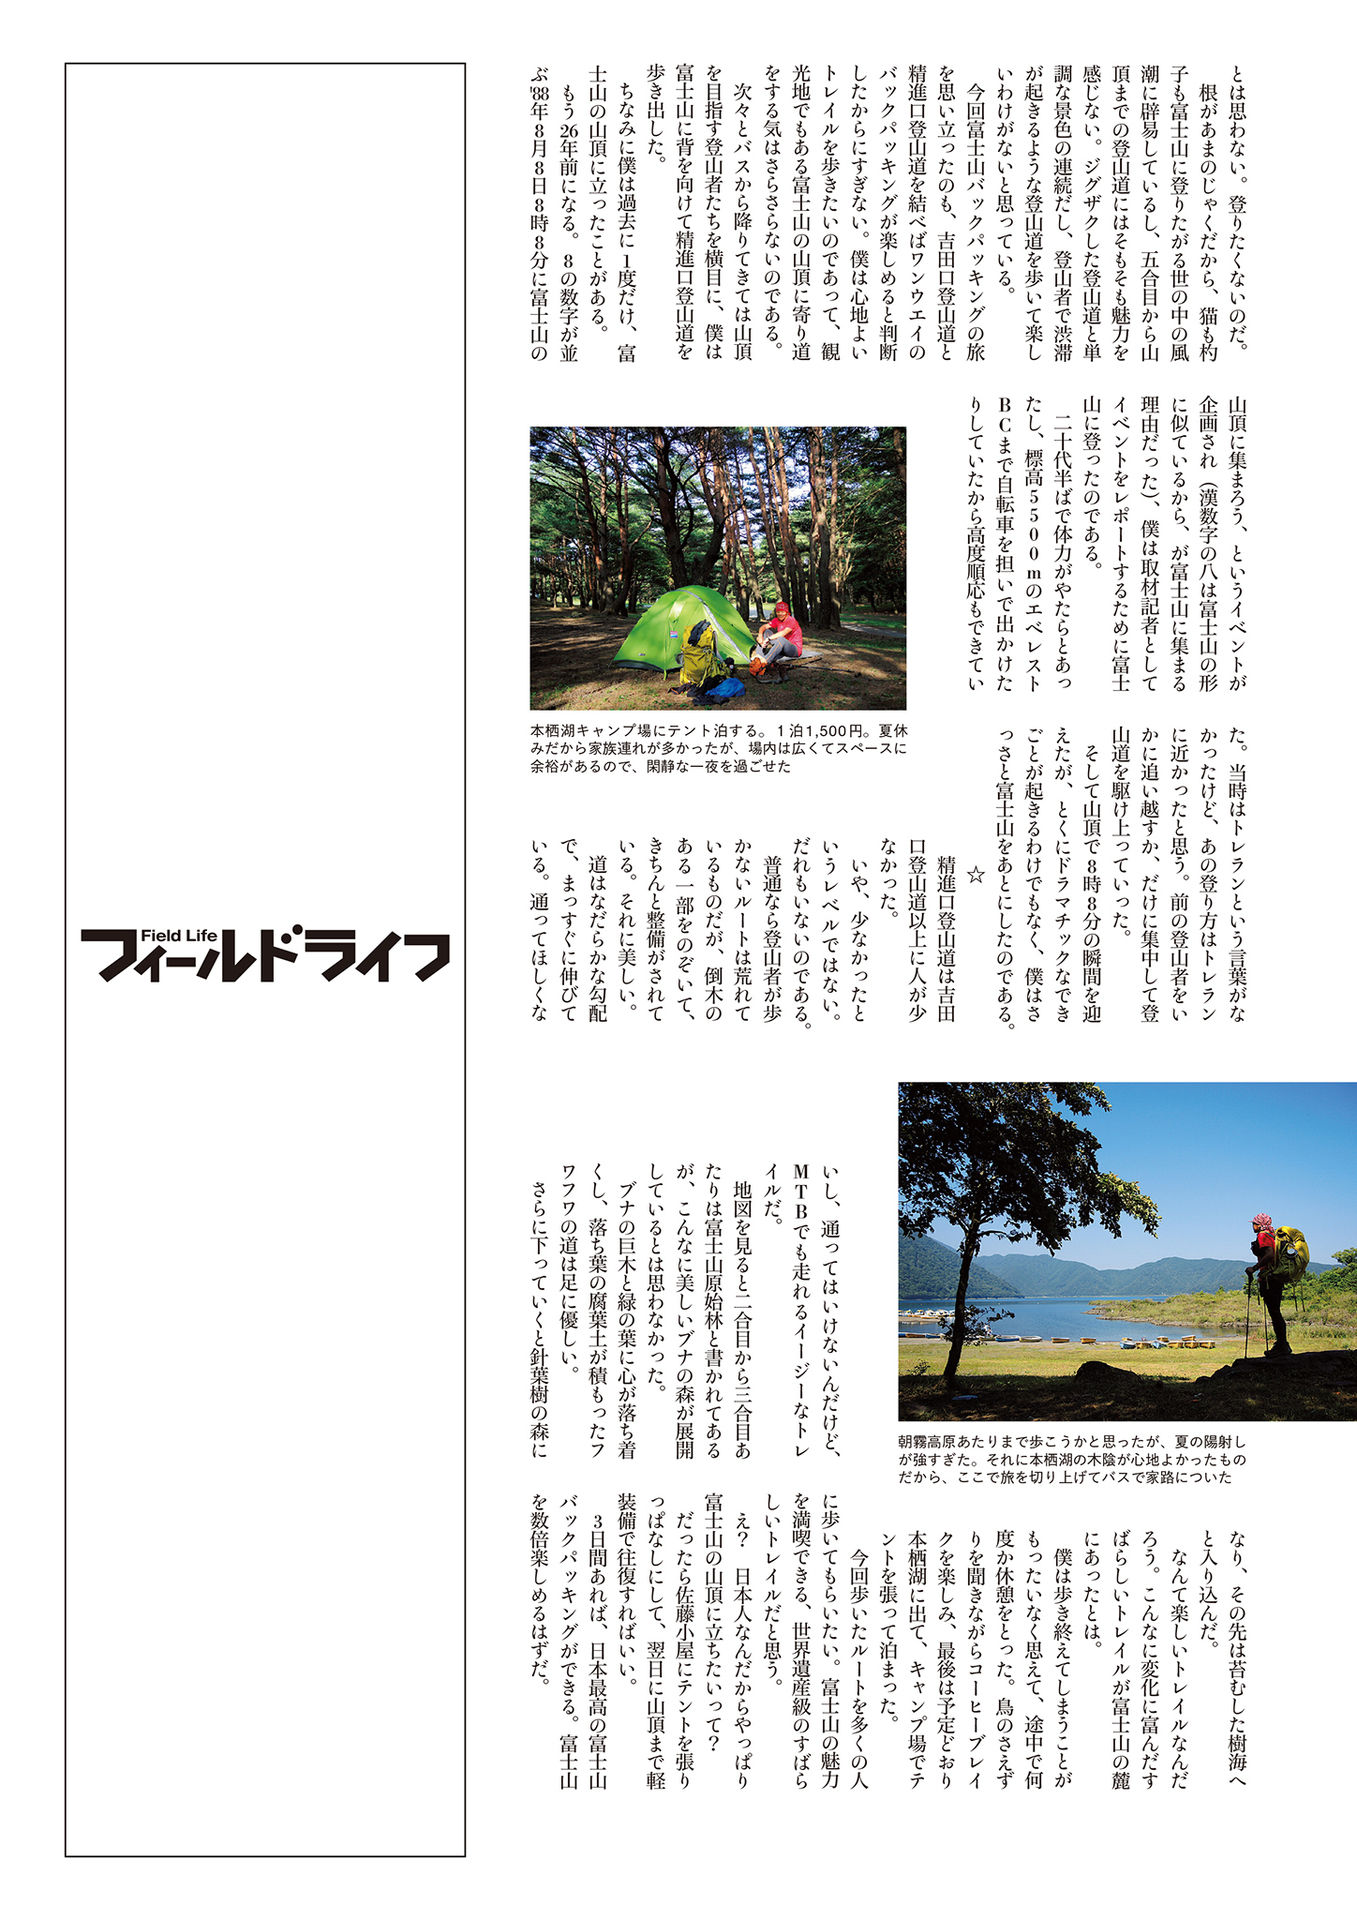 とは思わない。登りたくないのだ。
根があまのじゃくだから、猫も杓
子も富士山に登りたがる世の中の風
潮に辟易しているし、五合目から山
頂までの登山道にはそもそも魅力を
感じない。ジグザクした登山道と単
調な景色の連続だし、登山者で渋滞
が起きるような登山道を歩いて楽し
いわけがないと思っている。
今回富士山バックパッキングの旅
を思い立ったのも、吉田口登山道と
精進口登山道を結べばワンウエイの
バックパッキングが楽しめると判断
したからにすぎない。僕は心地よい
トレイルを歩きたいのであって、観
光地でもある富士山の山頂に寄り道
をする気はさらさらないのである。
次々とバスから降りてきては山頂
を目指す登山者たちを横目に、僕は
富士山に背を向けて精進口登山道を
歩き出した。
ちなみに僕は過去に1度だけ、富
士山の山頂に立ったことがある。
もう26年前になる。8の数字が並
ぶ'88年8月8日8時8分に富士山の
山頂に集まろう、というイベントが
企画され（漢数字の八は富士山の形
に似ているから、が富士山に集まる
理由だった）、僕は取材記者として
イベントをレポートするために富士
山に登ったのである。
二十代半ばで体力がやたらとあっ
たし、標高5500mのエベレスト
BCまで自転車を担いで出かけた
りしていたから高度順応もできてい
本栖湖キャンプ場にテント泊する。1泊1,500円。夏休
みだから家族連れが多かったが、場内は広くてスペースに
余裕があるので、閑静な一夜を過ごせた
た。当時はトレランという言葉がな
かったけど、あの登り方はトレラン
に近かったと思う。前の登山者をい
かに追い越すか、だけに集中して登
山道を駆け上っていった。
そして山頂で8時8分の瞬間を迎
えたが、とくにドラマチックなでき
ごとが起きるわけでもなく、僕はさ
っさと富士山をあとにしたのである。
☆
精進口登山道は吉田
口登山道以上に人が少
なかった。
いや、少なかったと
いうレベルではない。
だれもいないのである。
普通なら登山者が歩
かないルートは荒れて
いるものだが、倒木の
ある一部をのぞいて、
きちんと整備がされて
いる。それに美しい。
道はなだらかな勾配
で、まっすぐに伸びて
いる。通ってほしくな
いし、通ってはいけないんだけど、
MTBでも走れるイージーなトレ
イルだ。
地図を見ると二合目から三合目あ
たりは富士山原始林と書かれてある
が、こんなに美しいブナの森が展開
しているとは思わなかった。
ブナの巨木と緑の葉に心が落ち着
くし、落ち葉の腐葉土が積もったフ
ワフワの道は足に優しい。
さらに下っていくと針葉樹の森に
朝霧高原あたりまで歩こうかと思ったが、夏の陽射し
が強すぎた。それに本栖湖の木陰が心地よかったもの
だから、ここで旅を切り上げてバスで家路についた
なり、その先は苔むした樹海へ
と入り込んだ。
なんて楽しいトレイルなんだ
ろう。こんなに変化に富んだす
ばらしいトレイルが富士山の麓
にあったとは。
僕は歩き終えてしまうことが
もったいなく思えて、途中で何
度か休憩をとった。鳥のさえず
りを聞きながらコーヒーブレイ
クを楽しみ、最後は予定どおり
本栖湖に出て、キャンプ場でテ
ントを張って泊まった。
今回歩いたルートを多くの人
に歩いてもらいたい。富士山の魅力
を満喫できる、世界遺産級のすばら
しいトレイルだと思う。
え？ 日本人なんだからやっぱり
富士山の山頂に立ちたいって？
だったら佐藤小屋にテントを張り
っぱなしにして、翌日に山頂まで軽
装備で往復すればいい。
3日間あれば、日本最高の富士山
バックパッキングができる。富士山
を数倍楽しめるはずだ。
Field Life
フィールドライフ